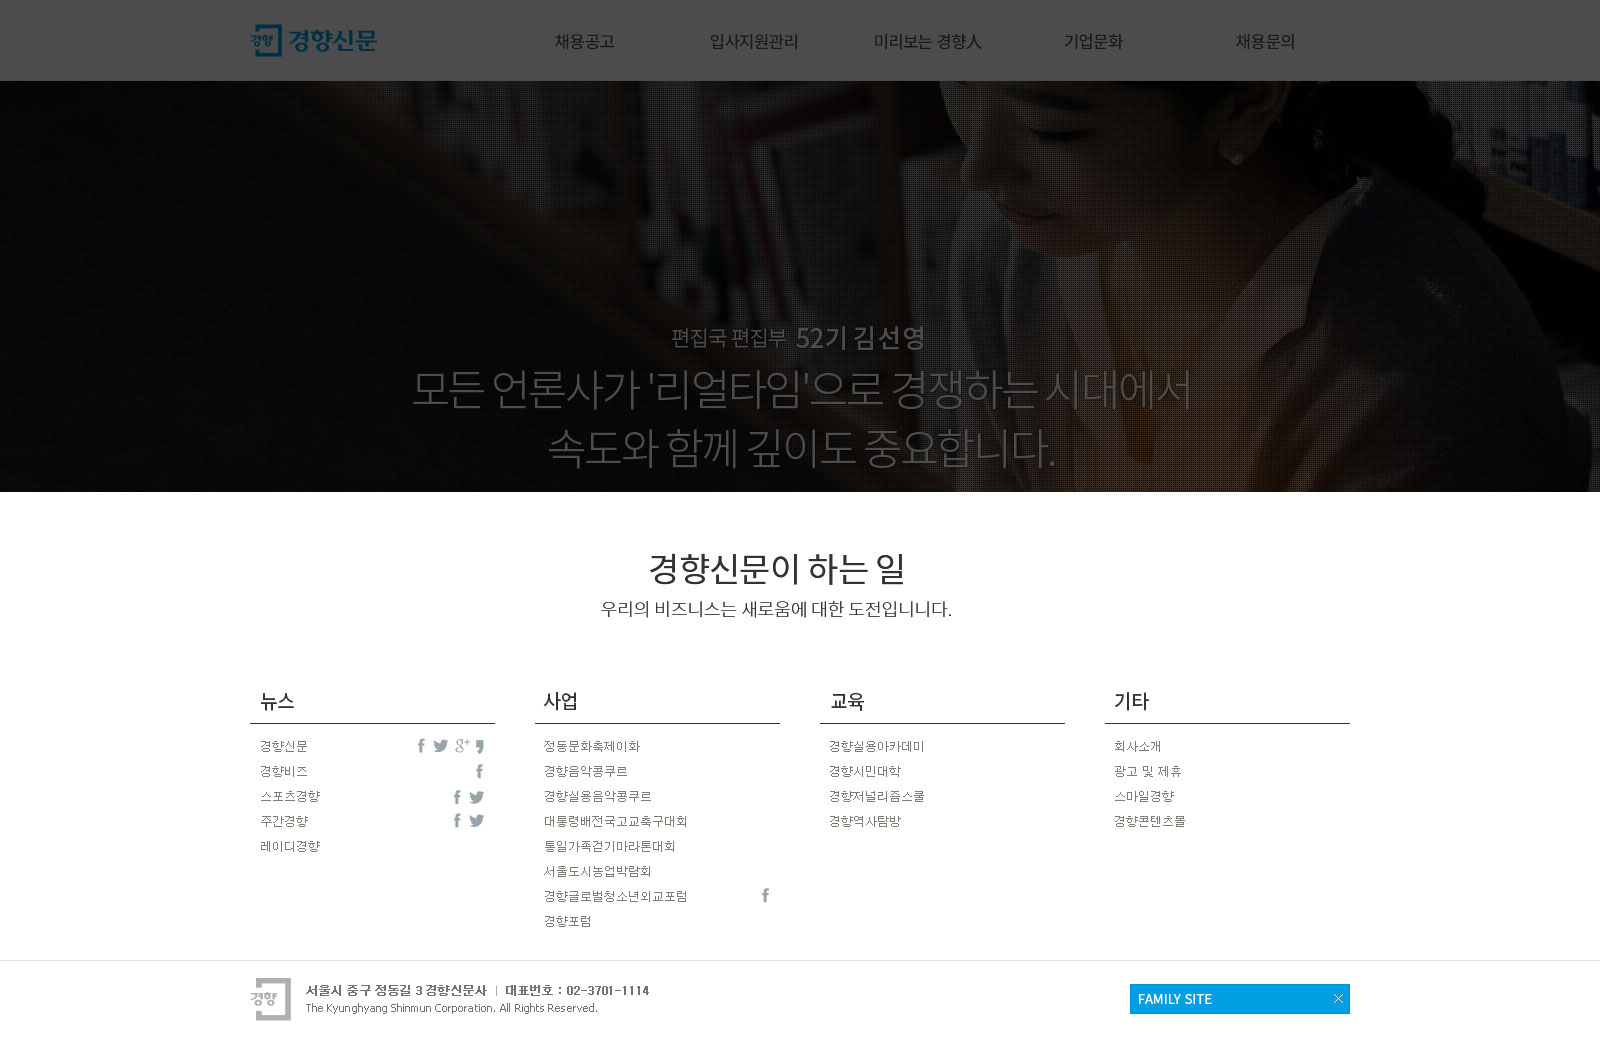 경향 경향신문
채용공고 입사지원관리 미리보는 경향人 기업문화 채용문의
편집국 편집부 52기 김선영
모든 언론사가 '리얼타임'으로 경쟁하는 시대에서
속도와 함께 깊이도 중요합니다.
경향신문이 하는 일
우리의 비즈니스는 새로움에 대한 도전입니니다.
뉴스
경향신문
경향비즈
스포츠경향
주간경향
레이디경향
사업
정동문화축제이화
경향음악콩쿠르
경향실용음악콩쿠르
대통령배전국고교축구대회
통일가족걷기마라톤대회
서울도시농업박람회
경향글로벌청소년외교포럼
경향포럼
교육
경향실용아카데미
경향시민대학
경향저널리즘스쿨
경향역사탐방
기타
회사소개
광고 및 제휴
스마일경향
경향콘텐츠몰
경향
서울시 중구 정동길 3 경향신문사 | 대표번호 : 02-3701-1114
The Kyunghyang Shinmun Corporation. All Rights Reserved.
FAMILY SITE